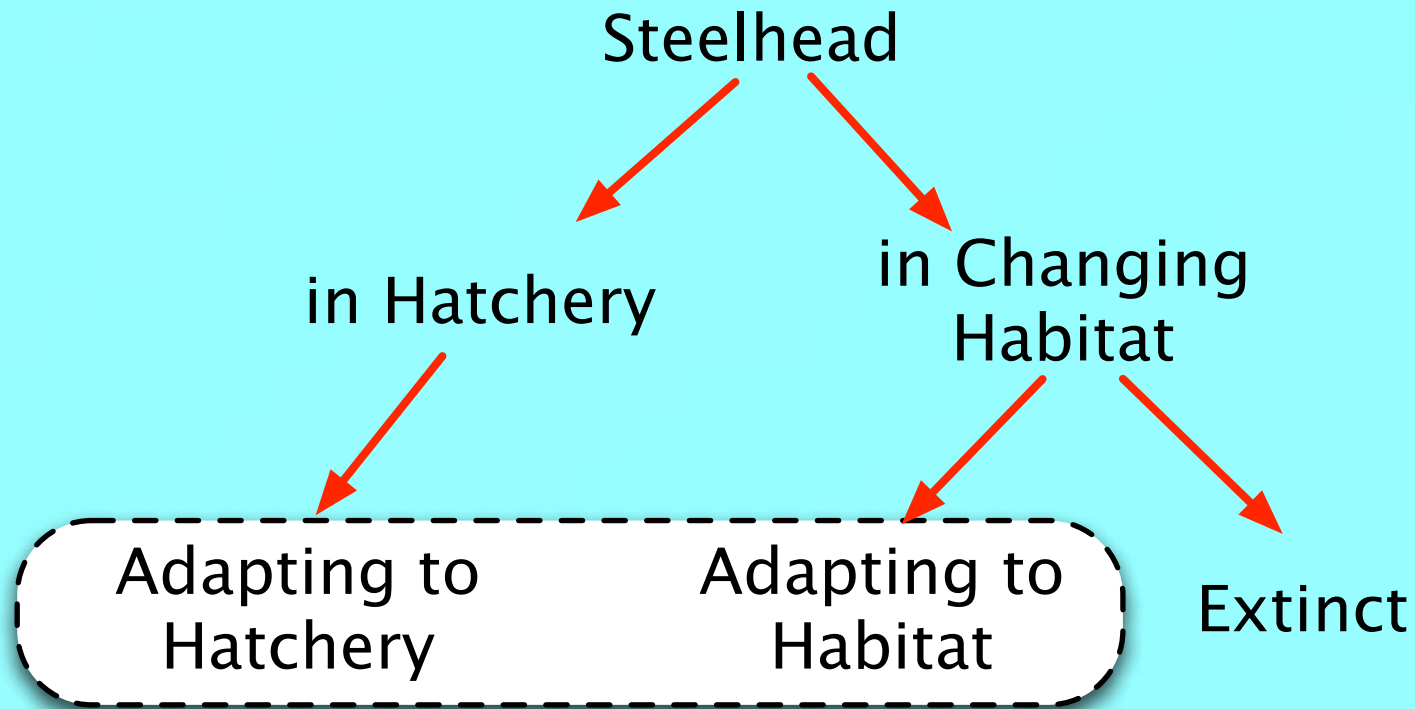 Steelhead
in Hatchery
in Changing
Habitat
Adapting to
Hatchery
Adapting to
Habitat
Extinct